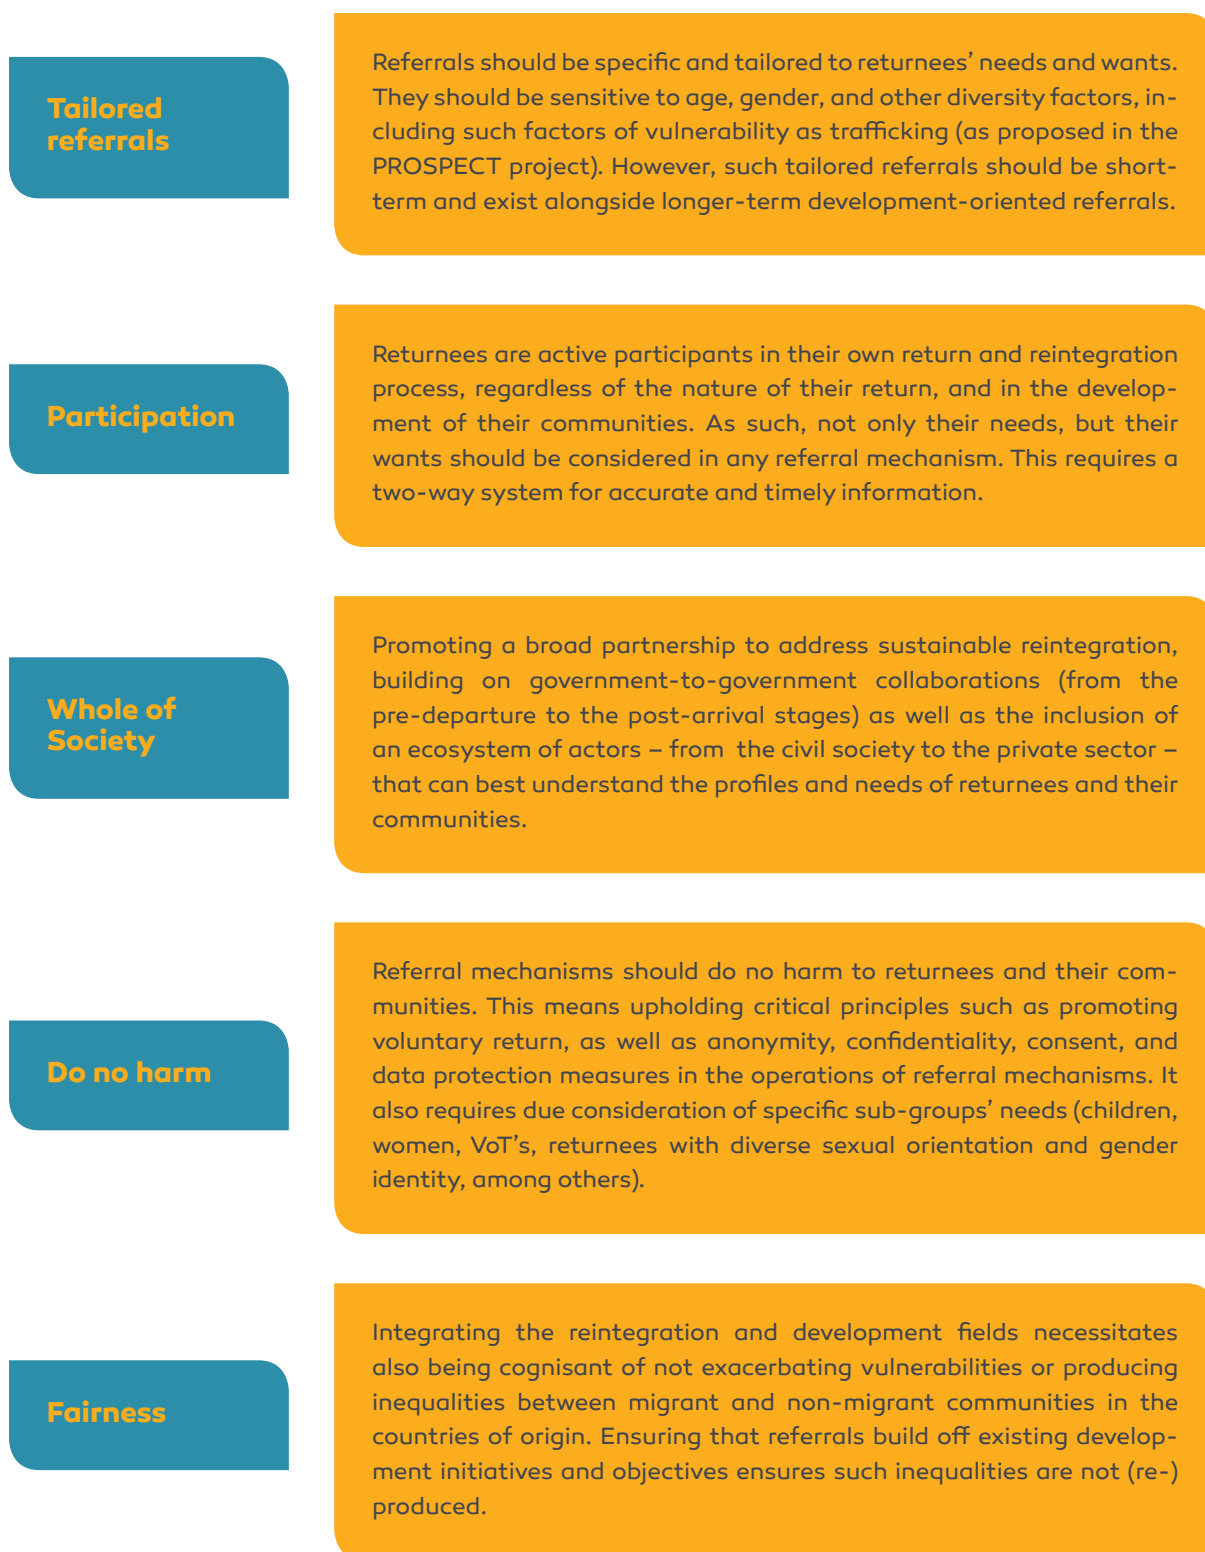 Tailored
referrals
Referrals should be specific and tailored to returnees’ needs and wants.
They should be sensitive to age, gender, and other diversity factors, in-
cluding such factors of vulnerability as trafficking (as proposed in the
PROSPECT project). However, such tailored referrals should be short-
term and exist alongside longer-term development-oriented referrals.
Participation
Returnees are active participants in their own return and reintegration
process, regardless of the nature of their return, and in the develop-
ment of their communities. As such, not only their needs, but their
wants should be considered in any referral mechanism. This requires a
two-way system for accurate and timely information.
Whole of
Society
Promoting a broad partnership to address sustainable reintegration,
building on government-to-government collaborations (from the
pre-departure to the post-arrival stages) as well as the inclusion of
an ecosystem of actors – from the civil society to the private sector –
that can best understand the profiles and needs of returnees and their
communities.
Do no harm
Referral mechanisms should do no harm to returnees and their com-
munities. This means upholding critical principles such as promoting
voluntary return, as well as anonymity, confidentiality, consent, and
data protection measures in the operations of referral mechanisms. It
also requires due consideration of specific sub-groups’ needs (children,
women, VoT’s, returnees with diverse sexual orientation and gender
identity, among others).
Fairness
Integrating the reintegration and development fields necessitates
also being cognisant of not exacerbating vulnerabilities or producing
inequalities between migrant and non-migrant communities in the
countries of origin. Ensuring that referrals build off existing develop-
ment initiatives and objectives ensures such inequalities are not (re-)
produced.